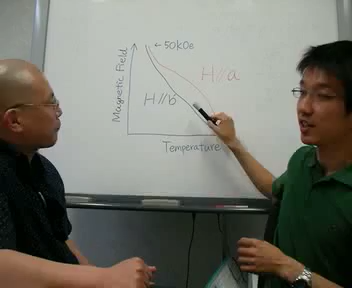 ← 50kOe
H//a
Magnetic Field
H//b
Temperature